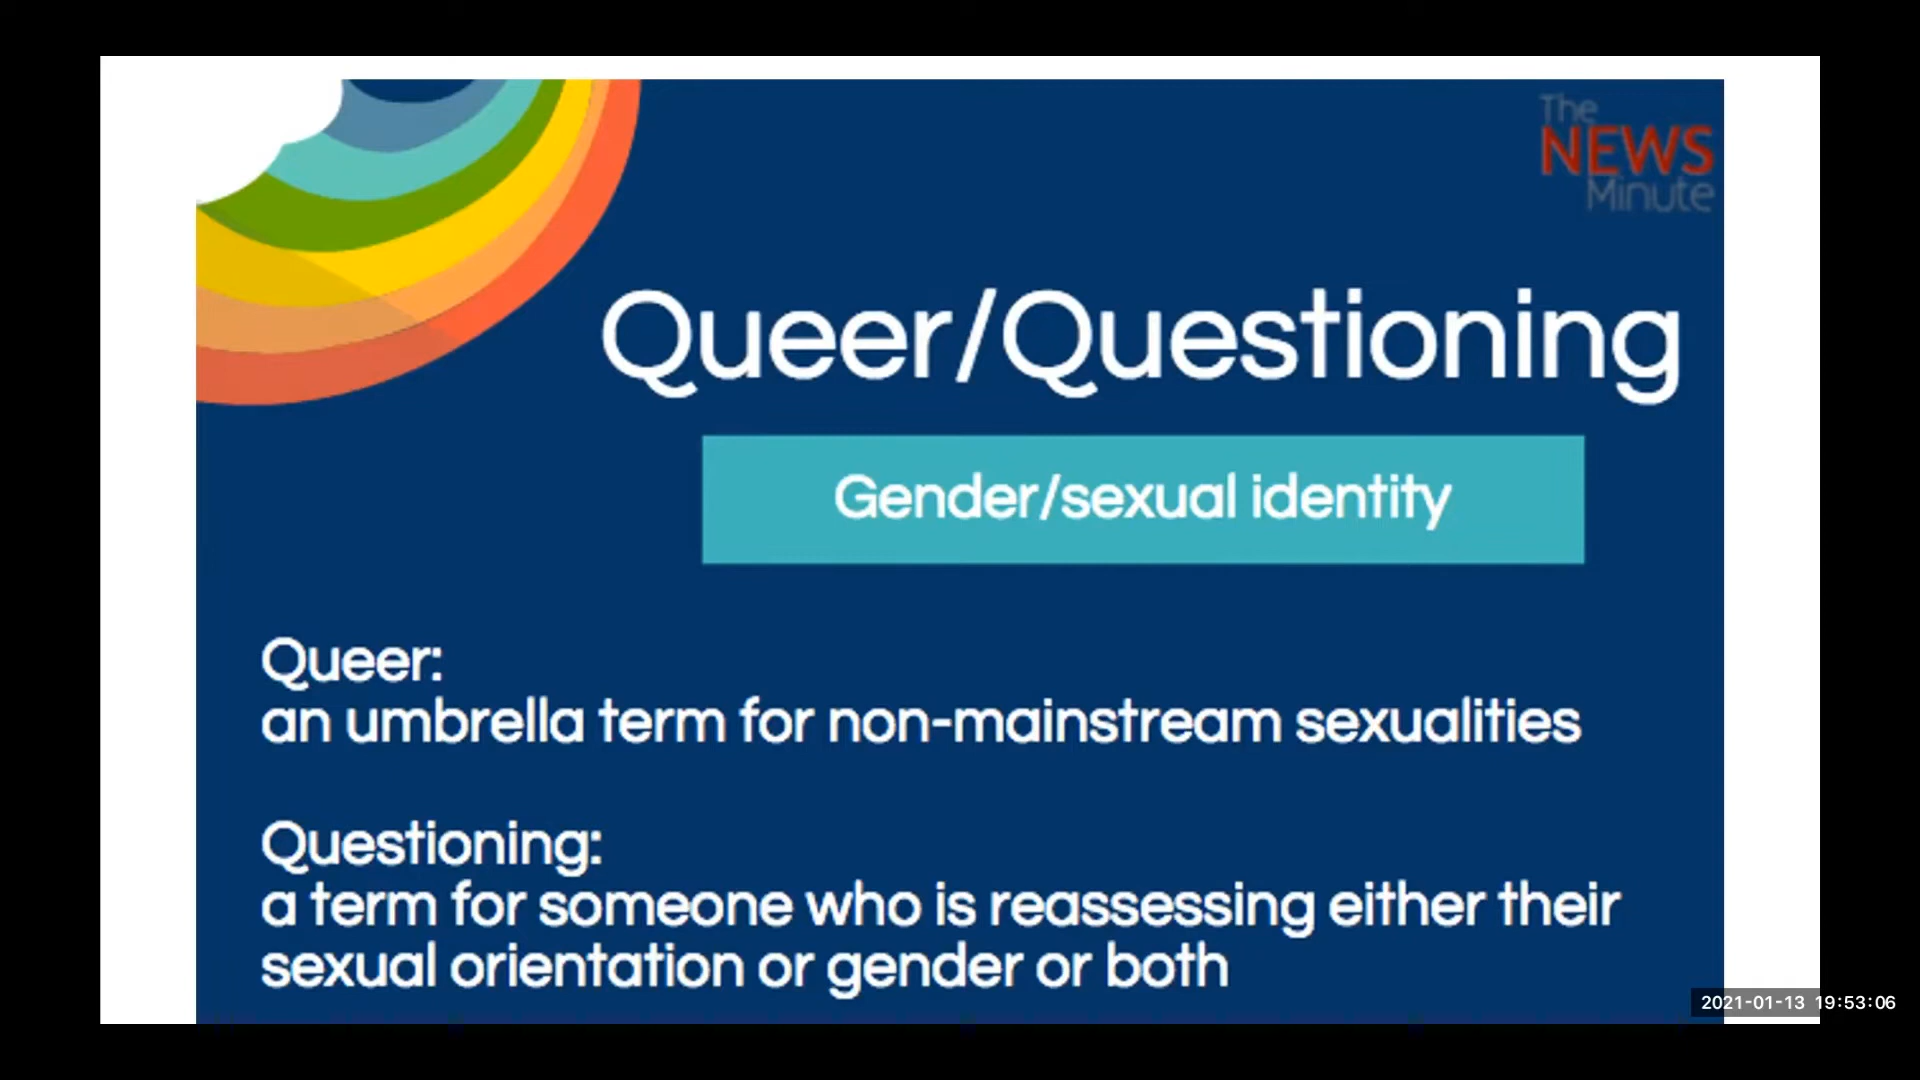 The
NEWS
Minute
Queer/Questioning
Gender/sexual identity
Queer:
an umbrella term for non-mainstream sexualities
Questioning:
a term for someone who is reassessing either their
sexual orientation or gender or both
2021-01-13 19:53:06